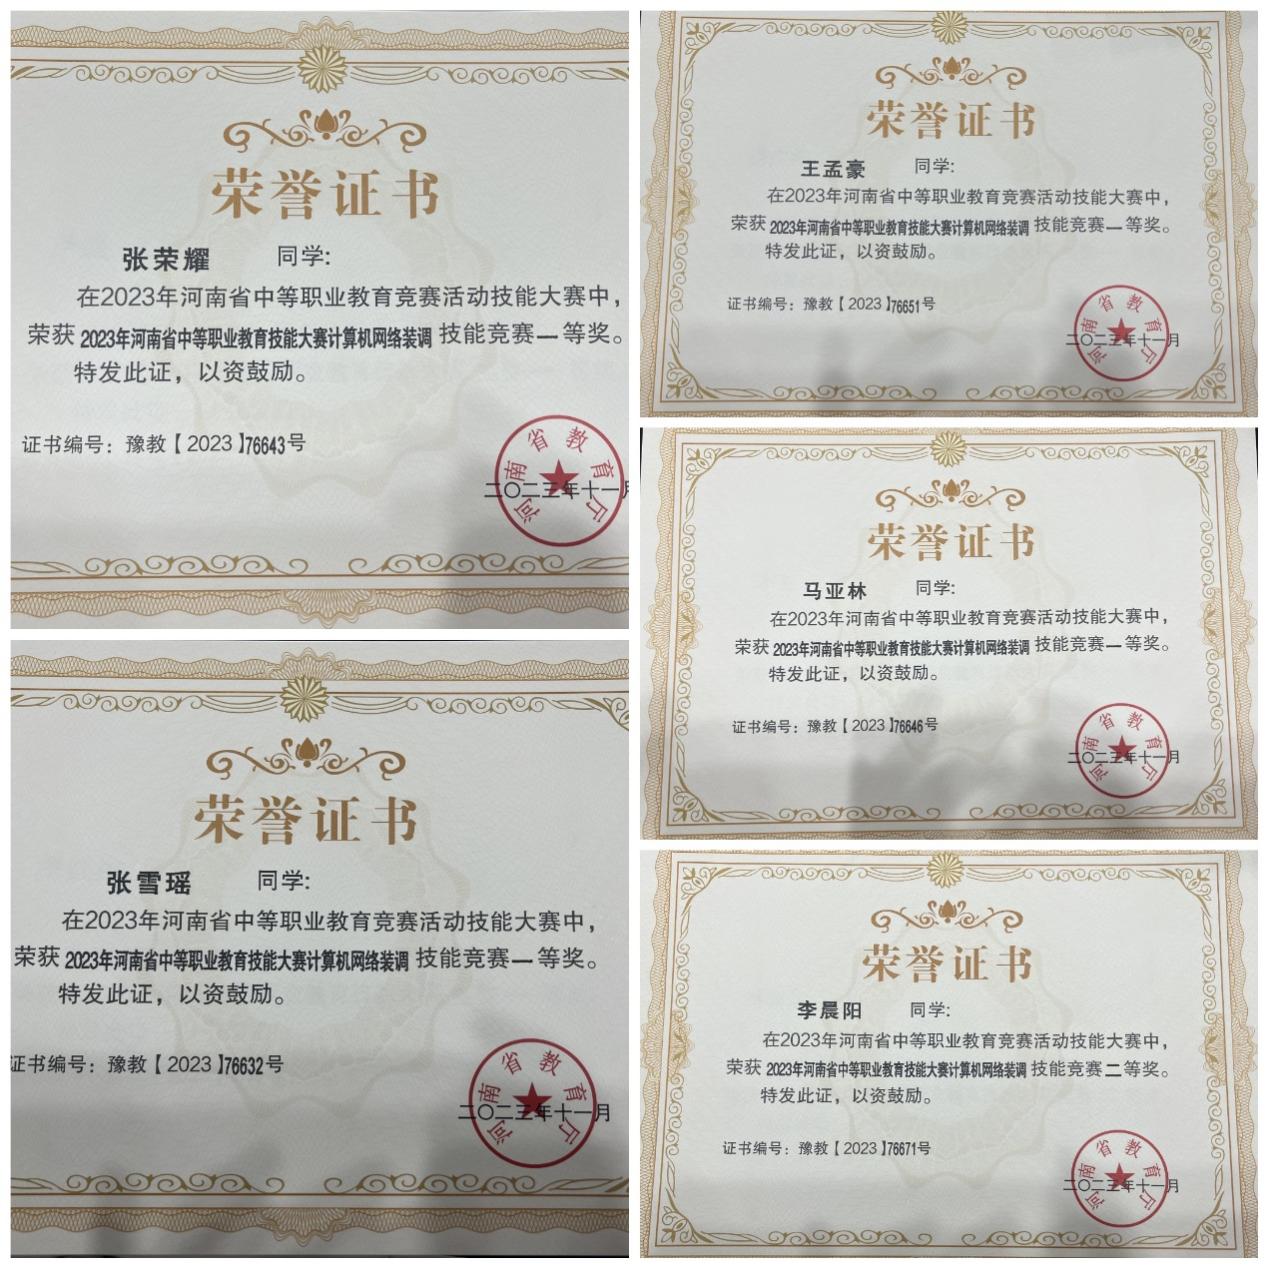 荣誉证书
张荣耀 同学:
在2023年河南省中等职业教育竞赛活动技能大赛中，
荣获 2023年河南省中等职业教育技能大赛计算机网络装调 技能竞赛一等奖。
特发此证，以资鼓励。
证书编号：豫教【2023】76643号
河南省教育厅
二〇二三年十一月
荣誉证书
张雪瑶 同学:
在2023年河南省中等职业教育竞赛活动技能大赛中，
荣获 2023年河南省中等职业教育技能大赛计算机网络装调 技能竞赛一等奖。
特发此证，以资鼓励。
证书编号：豫教【2023】76632号
河南省教育厅
二〇二三年十一月
荣誉证书
王孟豪 同学:
在2023年河南省中等职业教育竞赛活动技能大赛中，
荣获 2023年河南省中等职业教育技能大赛计算机网络装调 技能竞赛一等奖。
特发此证，以资鼓励。
证书编号：豫教【2023】76651号
河南省教育厅
二〇二三年十一月
荣誉证书
马亚林 同学:
在2023年河南省中等职业教育竞赛活动技能大赛中，
荣获 2023年河南省中等职业教育技能大赛计算机网络装调 技能竞赛一等奖。
特发此证，以资鼓励。
证书编号：豫教【2023】76646号
河南省教育厅
二〇二三年十一月
荣誉证书
李晨阳 同学:
在2023年河南省中等职业教育竞赛活动技能大赛中，
荣获 2023年河南省中等职业教育技能大赛计算机网络装调 技能竞赛二等奖。
特发此证，以资鼓励。
证书编号：豫教【2023】76671号
河南省教育厅
二〇二三年十一月